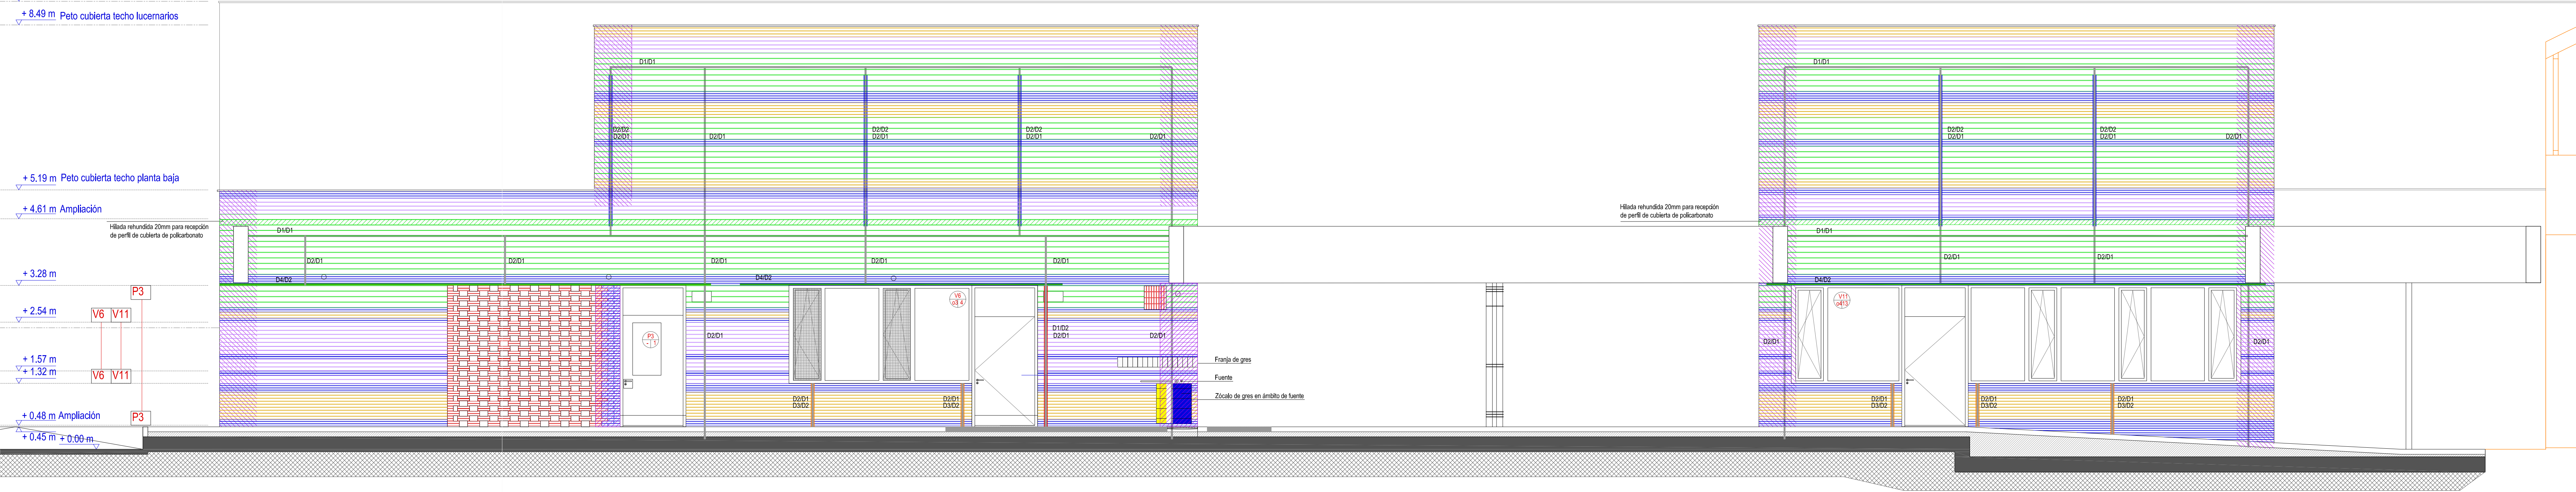 + 8.49 m Peto cubierta techo lucernarios
D1/D1
D1/D1
D2/D2
D2/D1
D2/D1
D2/D2
D2/D1
D2/D2
D2/D1
D2/D1
D2/D2
D2/D1
D2/D2
D2/D1
D2/D1
+ 5,19 m Peto cubierta techo planta baja
+ 4.61 m Ampliación
Hilada rehundida 20mm para recepción
de perfil de cubierta de policarbonato
Hilada rehundida 20mm para recepción
de perfil de cubierta de policarbonato
D1/D1
D1/D1
D2/D1
D2/D1
D2/D1
D2/D1
D2/D1
D2/D1
D2/D1
+ 3.28 m
D4/D2
D4/D2
D4/D2
P3
V6
V11
+ 2.54 m
V6 V11
P3
- 1
D2/D1
D1/D2
D2/D1
D2/D1
D2/D1
D2/D1
+ 1.57 m
+ 1.32 m
V6 V11
Franja de gres
Fuente
Zócalo de gres en ámbito de fuente
D2/D1
D3/D2
D2/D1
D3/D2
D2/D1
D3/D2
D2/D1
D3/D2
D2/D1
D3/D2
+ 0.48 m Ampliación
P3
+ 0.45 m
+ 0.00 m